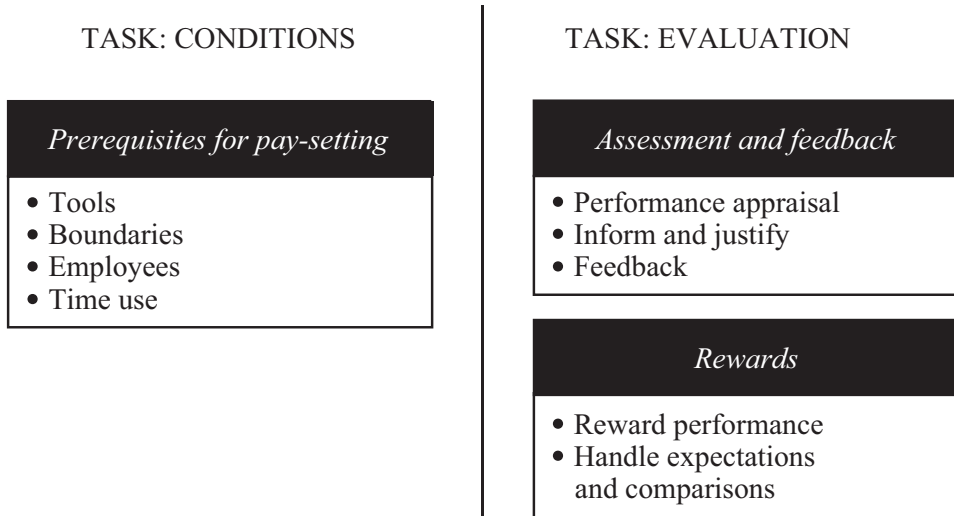 TASK: CONDITIONS
Prerequisites for pay-setting
• Tools
• Boundaries
• Employees
• Time use
TASK: EVALUATION
Assessment and feedback
• Performance appraisal
• Inform and justify
• Feedback
Rewards
• Reward performance
• Handle expectations
and comparisons